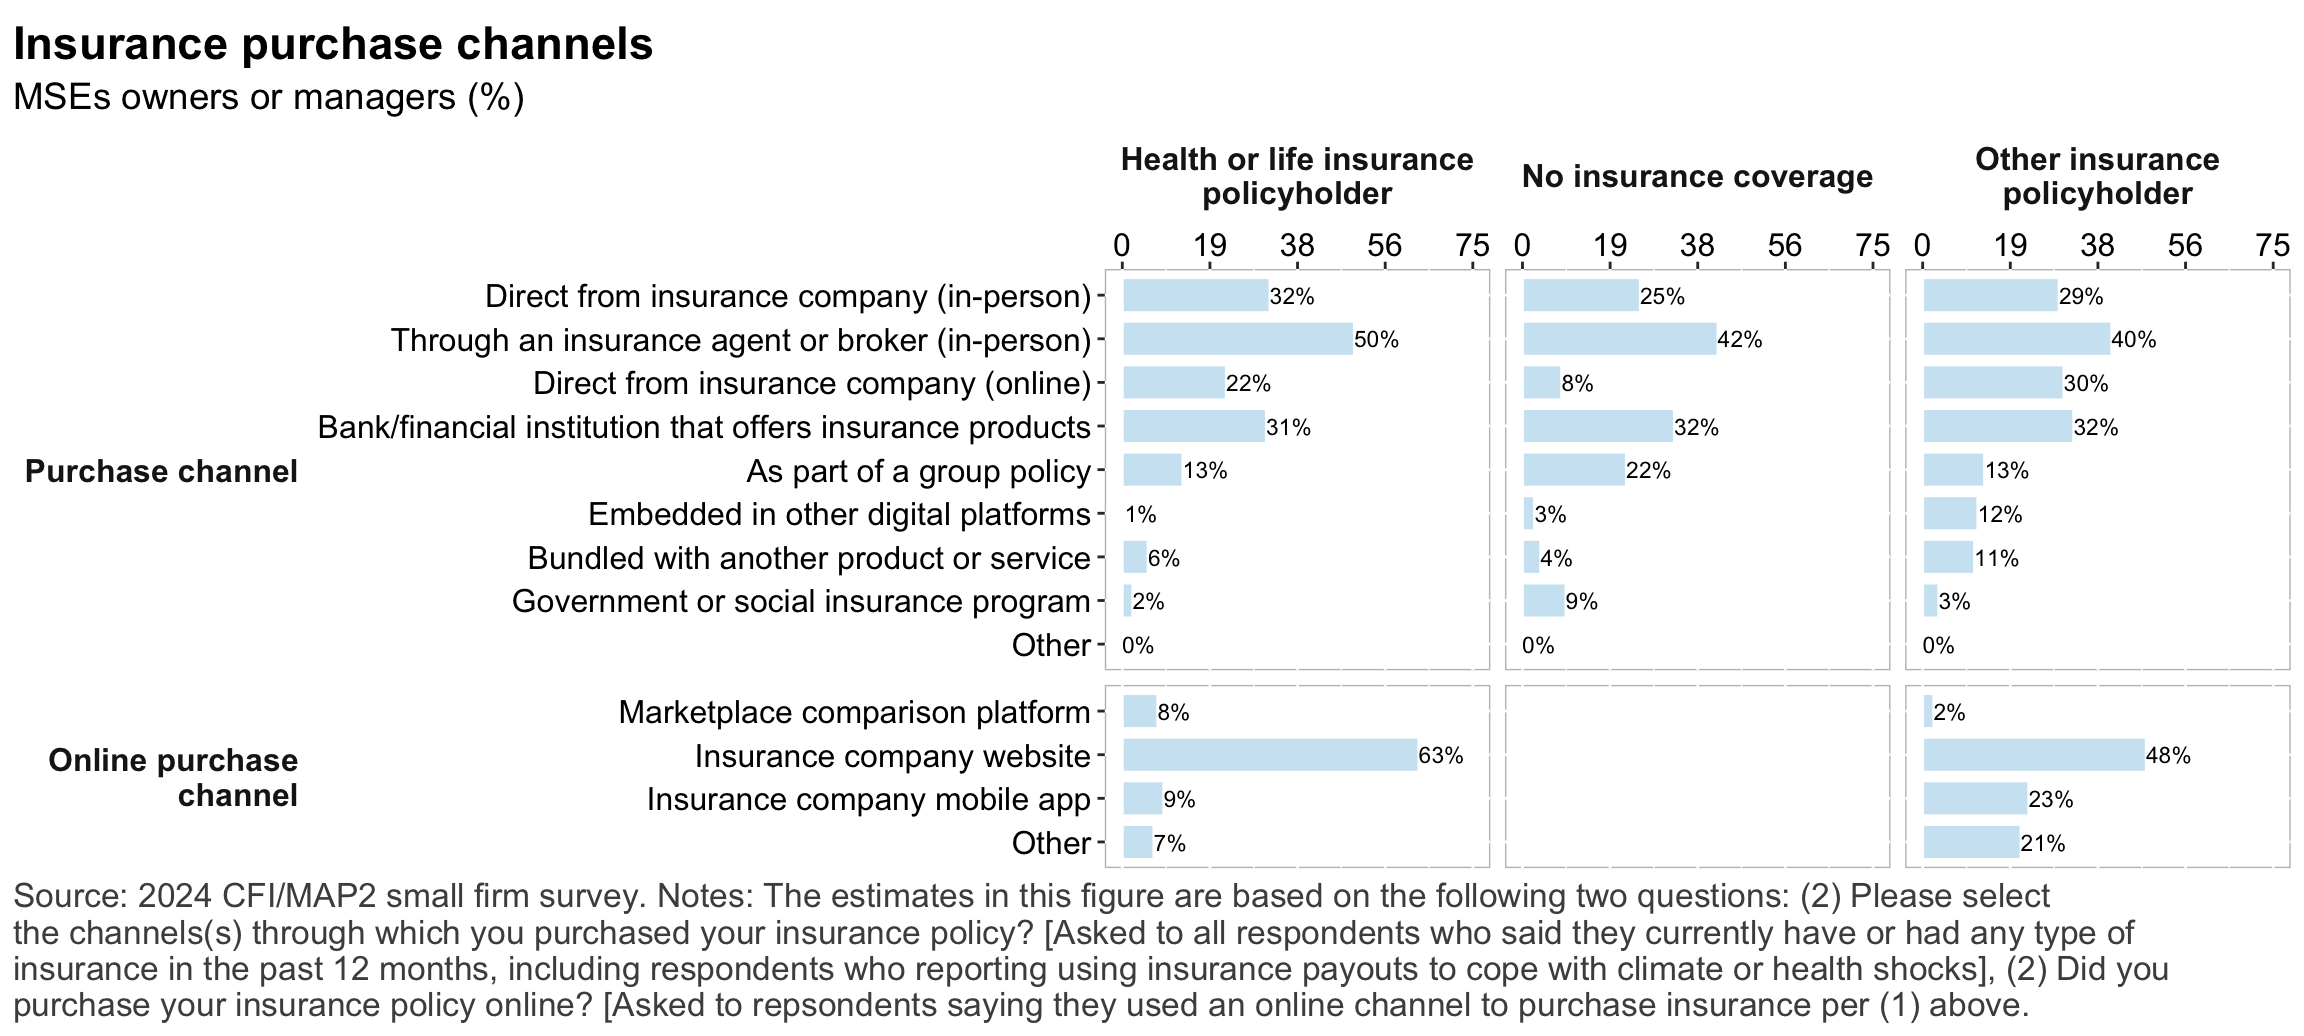 Insurance purchase channels
MSEs owners or managers (%)
Health or life insurance
policyholder
No insurance coverage
Other insurance
policyholder
0 19 38 56 75 0 19 38 56 75 0 19 38 56 75
Purchase channel
Direct from insurance company (in-person) 32% 25% 29%
Through an insurance agent or broker (in-person) 50% 42% 40%
Direct from insurance company (online) 22% 8% 30%
Bank/financial institution that offers insurance products 31% 32% 32%
As part of a group policy 13% 22% 13%
Embedded in other digital platforms 1% 3% 12%
Bundled with another product or service 6% 4% 11%
Government or social insurance program 2% 9% 3%
Other 0% 0% 0%
Online purchase
channel
Marketplace comparison platform 8% 2%
Insurance company website 63% 48%
Insurance company mobile app 9% 23%
Other 7% 21%
Source: 2024 CFI/MAP2 small firm survey. Notes: The estimates in this figure are based on the following two questions: (2) Please select
the channels(s) through which you purchased your insurance policy? [Asked to all respondents who said they currently have or had any type of
insurance in the past 12 months, including respondents who reporting using insurance payouts to cope with climate or health shocks], (2) Did you
purchase your insurance policy online? [Asked to repsondents saying they used an online channel to purchase insurance per (1) above.